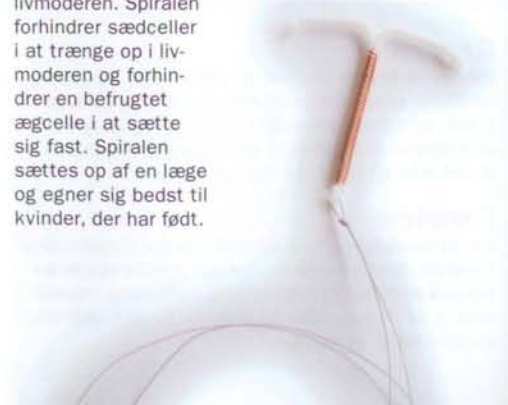 livmoderen. Spiralen
forhindrer sædceller
i at trænge op i liv-
moderen og forhin-
drer en befrugtet
ægcelle i at sætte
sig fast. Spiralen
sættes op af en læge
og egner sig bedst til
kvinder, der har født.